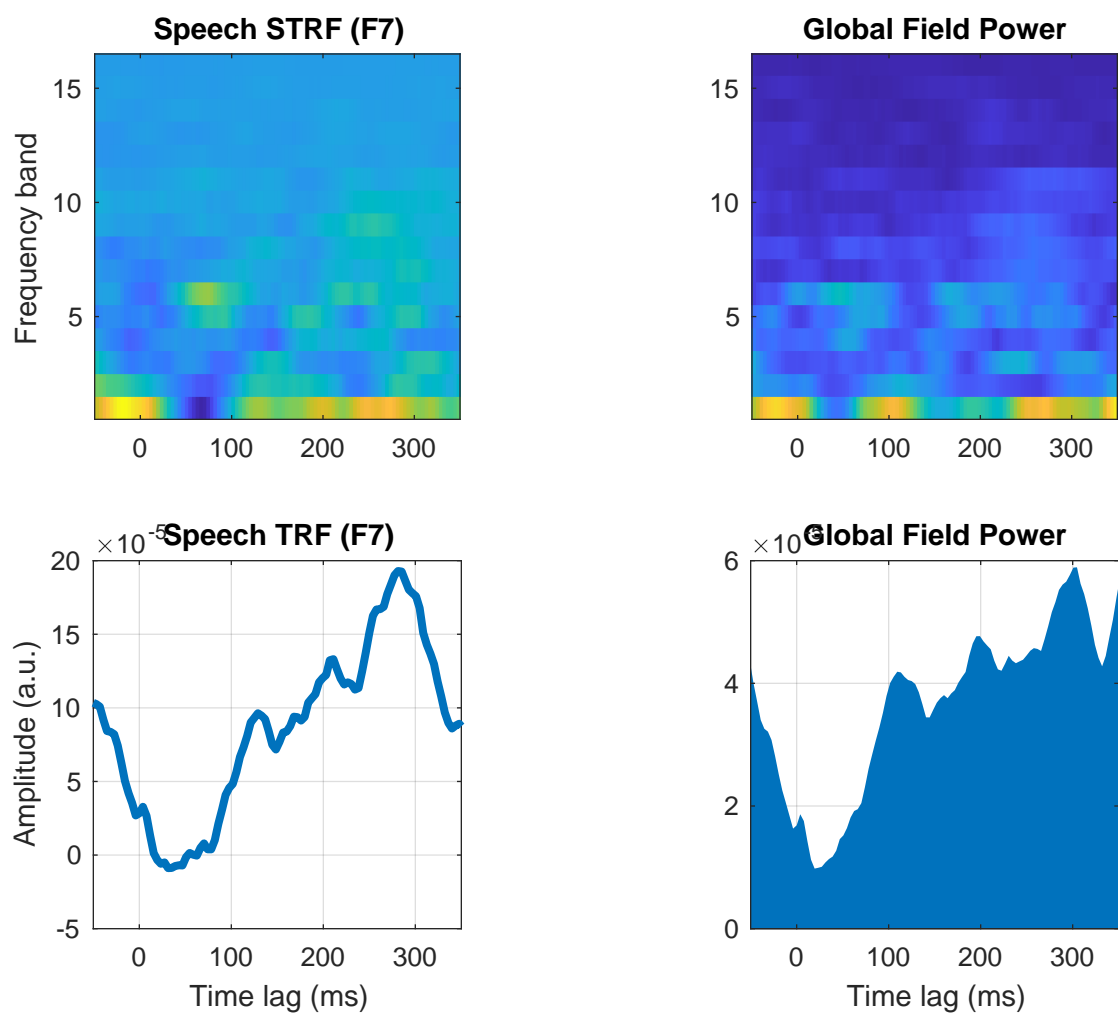 Speech STRF (F7)
Frequency band
15
10
5
0 100 200 300
Global Field Power
15
10
5
0 100 200 300
Speech TRF (F7)
×10⁻⁵
Amplitude (a.u.)
20
15
10
5
0
-5
0 100 200 300
Time lag (ms)
Global Field Power
×10⁻⁵
6
4
2
0
0 100 200 300
Time lag (ms)